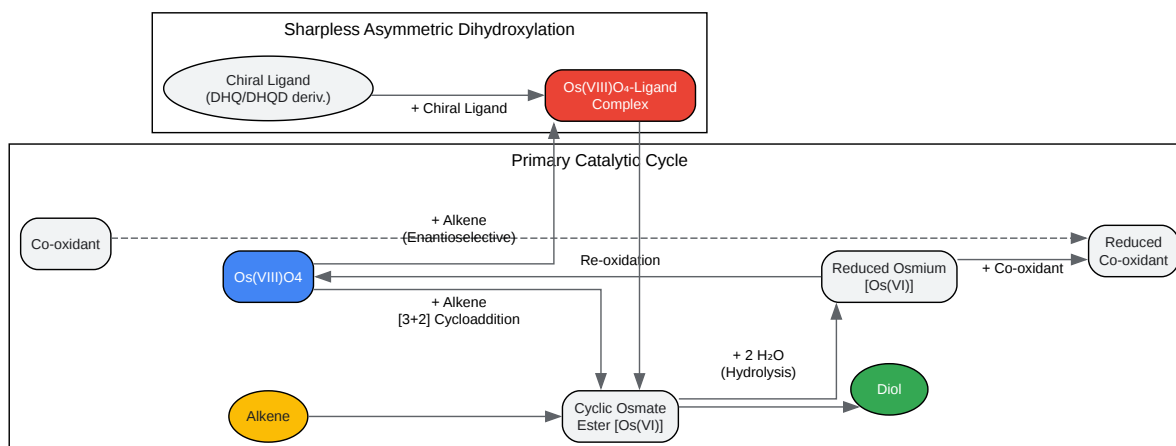 Sharpless Asymmetric Dihydroxylation
Chiral Ligand
(DHQ/DHQD deriv.)
+ Chiral Ligand
Os(VIII)O₄-Ligand
Complex
Primary Catalytic Cycle
Co-oxidant
+ Alkene
(Enantioselective)
Reduced
Co-oxidant
Os(VIII)O4
Re-oxidation
Reduced Osmium
[Os(VI)]
+ Co-oxidant
+ Alkene
[3+2] Cycloaddition
+ 2 H₂O
(Hydrolysis)
Diol
Alkene
Cyclic Osmate
Ester [Os(VI)]